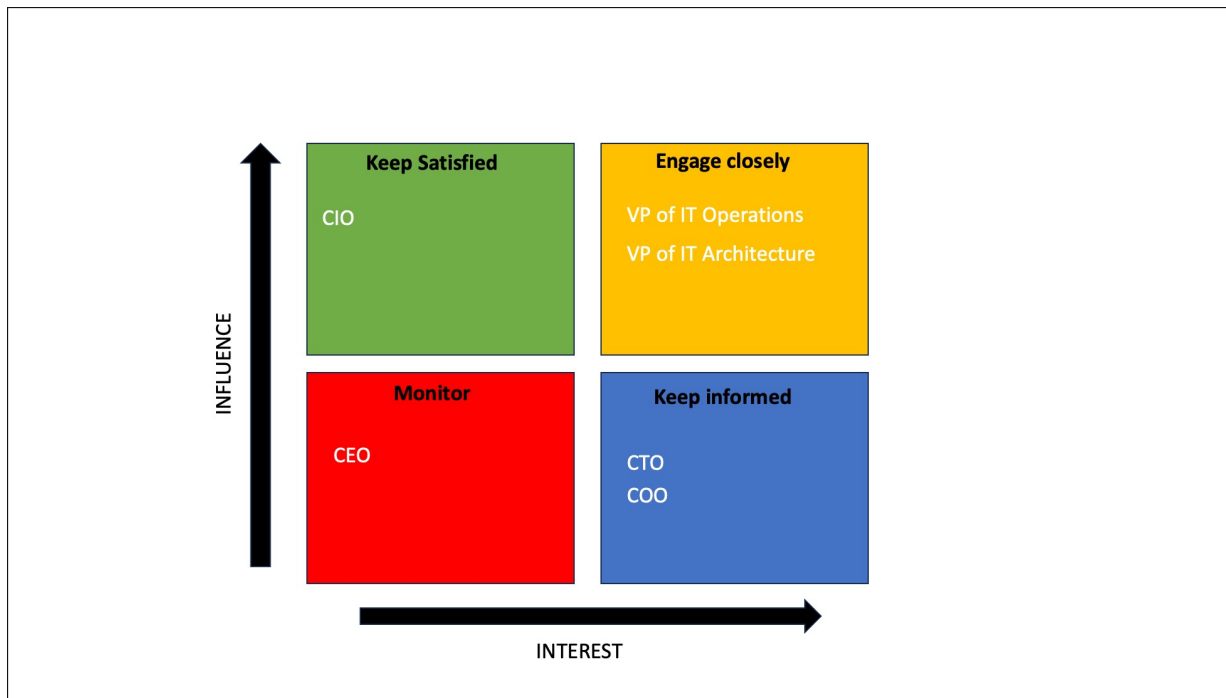 Keep Satisfied
CIO
Engage closely
VP of IT Operations
VP of IT Architecture
INFLUENCE
Monitor
CEO
Keep informed
CTO
COO
INTEREST